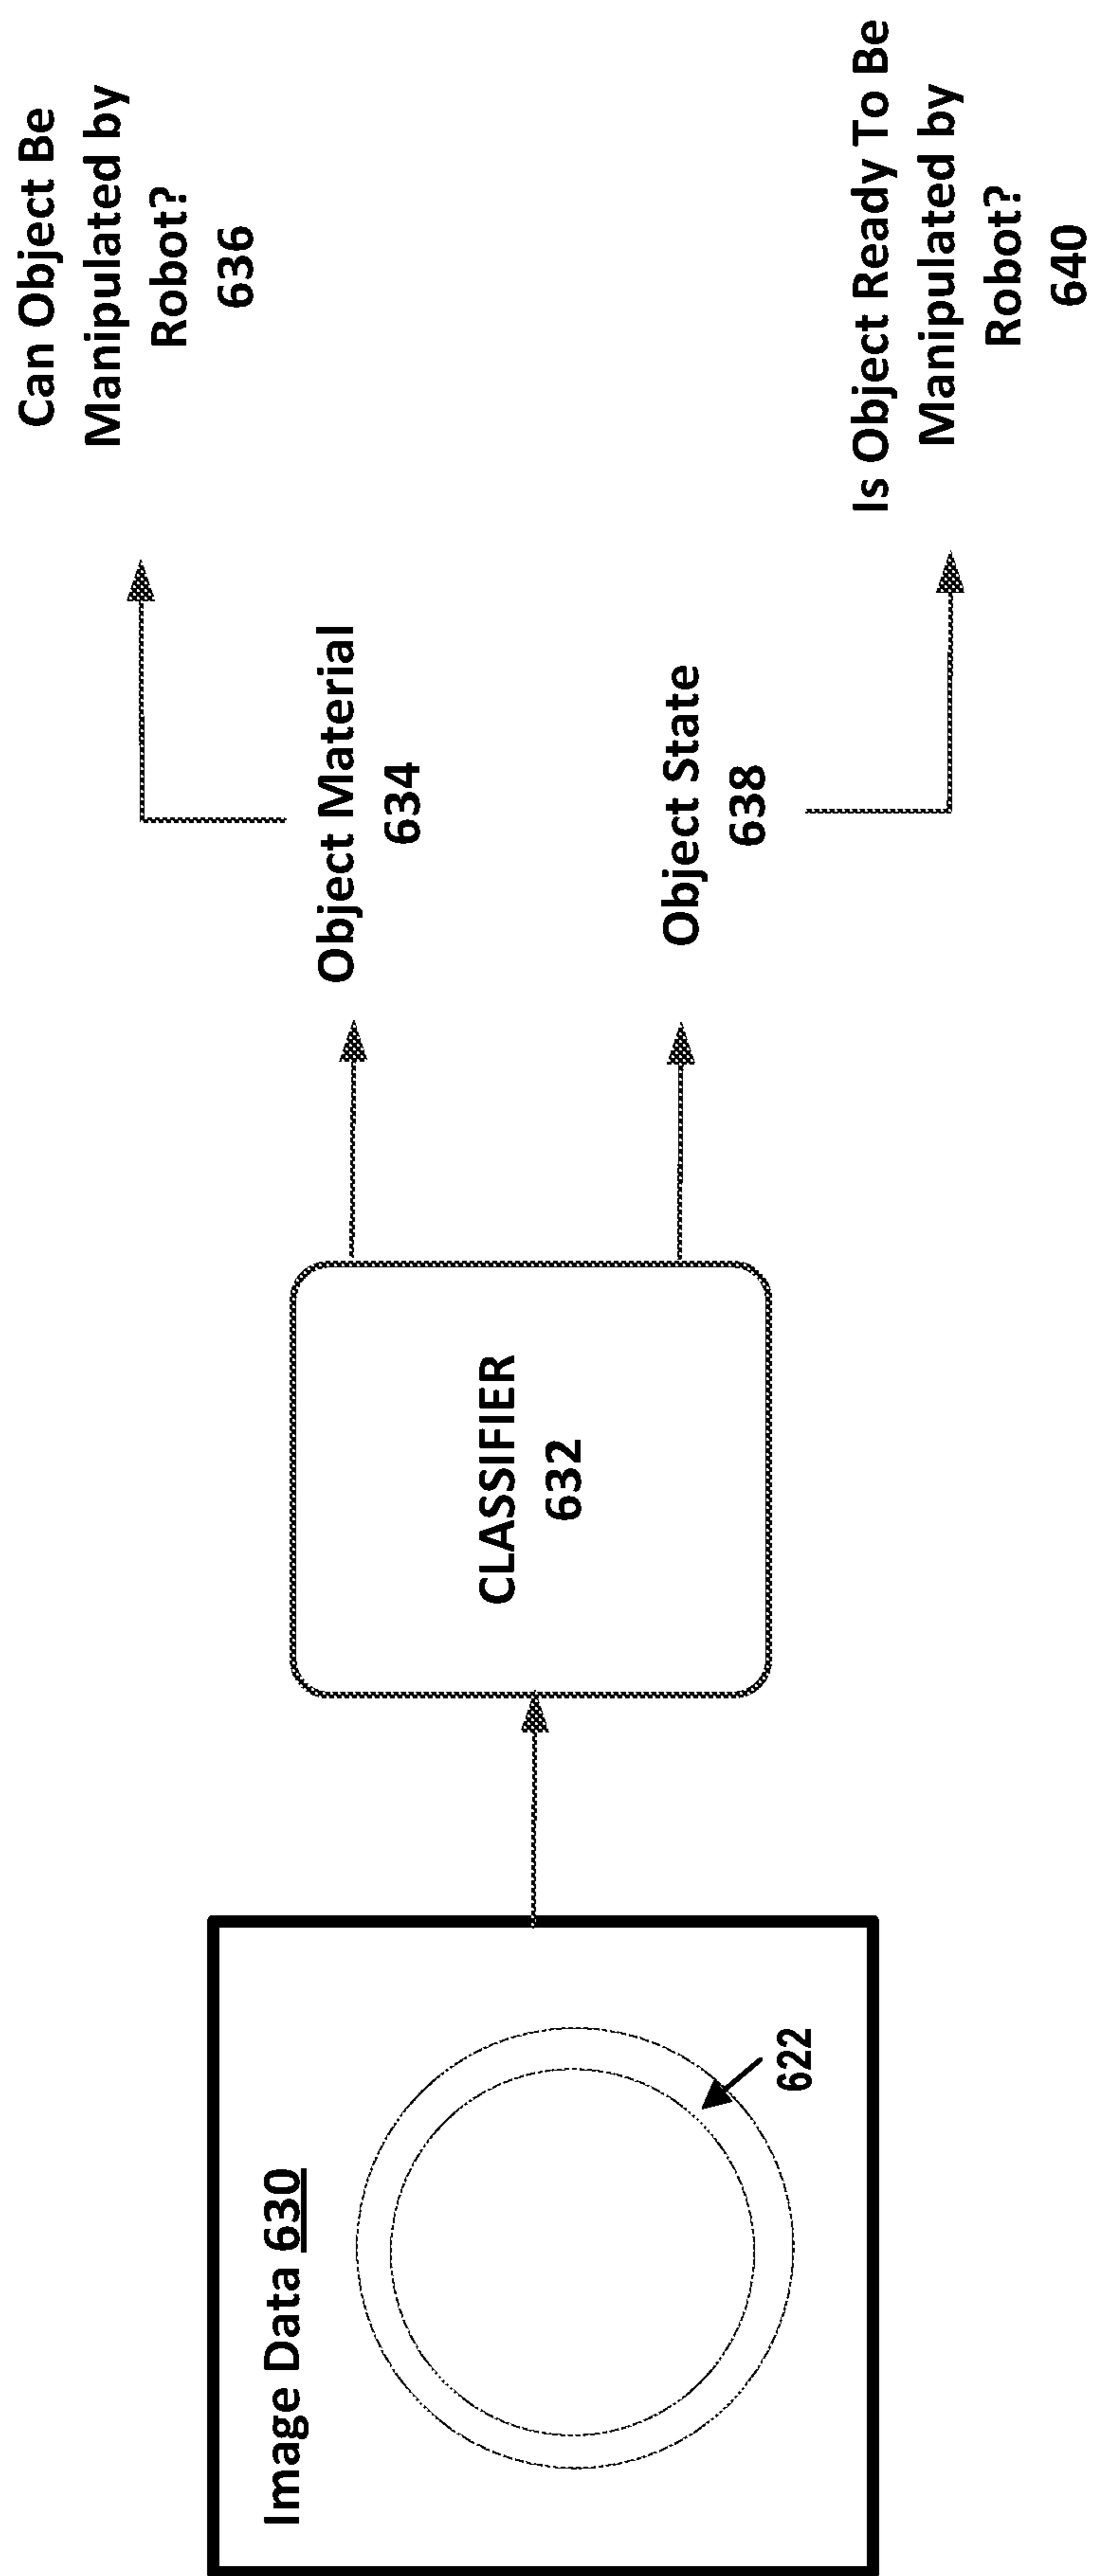 Image Data 630
622
CLASSIFIER
632
Object Material
634
Can Object Be
Manipulated by
Robot?
636
Object State
638
Is Object Ready To Be
Manipulated by
Robot?
640